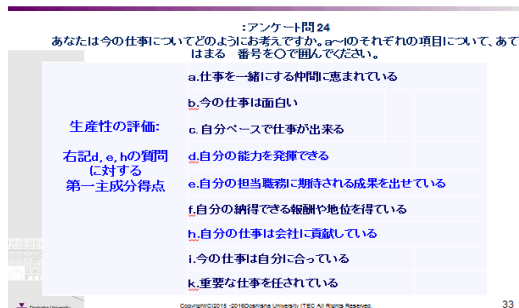 :アンケート問24
あなたは今の仕事についてどのようにお考えですか。a~lのそれぞれの項目について、あて
はまる 番号を○で囲んでください。
a.仕事を一緒にする仲間に恵まれている
b.今の仕事は面白い
c.自分ペースで仕事が出来る
d.自分の能力を発揮できる
e.自分の担当職務に期待される成果を出せている
f.自分の納得できる報酬や地位を得ている
h.自分の仕事は会社に貢献している
i.今の仕事は自分に合っている
k.重要な仕事を任されている
生産性の評価:
右記d,e,hの質問
に対する
第一主成分得点
Doshisha University
Copyright(C)2015 -2016Doshisha University ITEC All Rights Reserved.
33